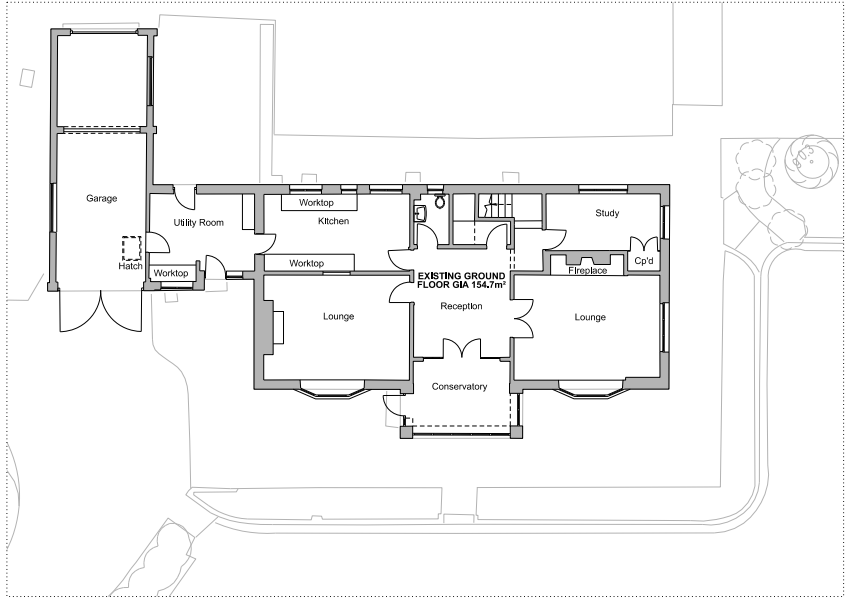 Worktop
Garage
Utility Room
KItchen
Study
Worktop
Hatch
Worktop
EXISTING GROUND
FLOOR GIA 154.7m²
FIreplace
Cp'd
Reception
Lounge
Lounge
Conservatory